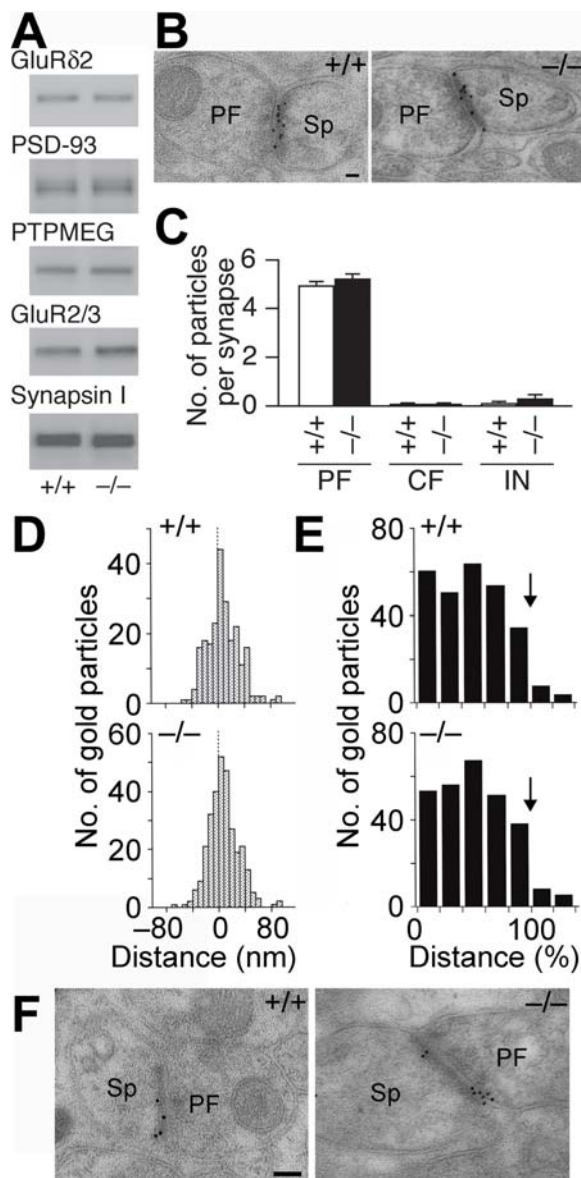 A
GluRδ2
PSD-93
PTPMEG
GluR2/3
Synapsin I
+/+ –/–
B
+/+
PF
Sp
–/–
PF
Sp
C
No. of particles
per synapse
6
4
2
0
+/+ –/– +/+ –/– +/+ –/–
PF CF IN
D
+/+
No. of gold particles
40
20
0
–/–
60
40
20
0
–80 0 80
Distance (nm)
E
+/+
No. of gold particles
80
40
0
–/–
80
40
0
0 100
Distance (%)
F
+/+
Sp
PF
–/–
Sp
PF